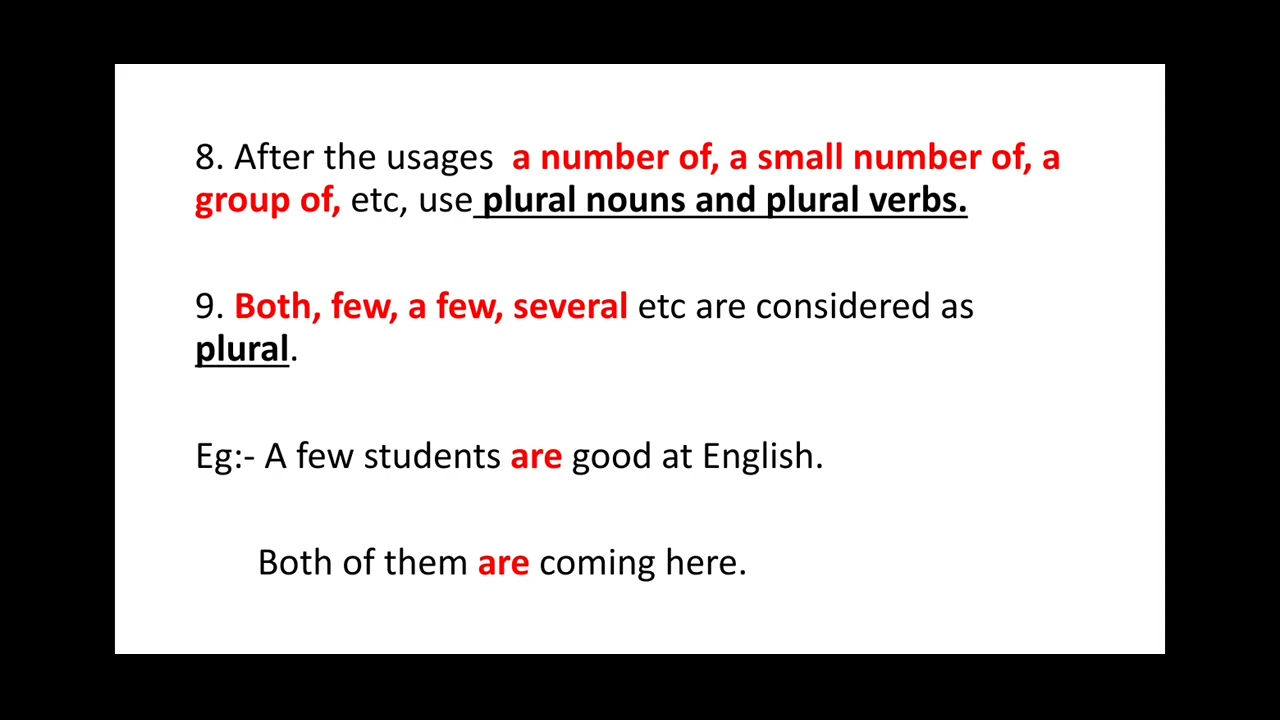 8. After the usages  a number of, a small number of, a
group of, etc, use plural nouns and plural verbs.
9. Both, few, a few, several etc are considered as
plural.
Eg:- A few students are good at English.
Both of them are coming here.